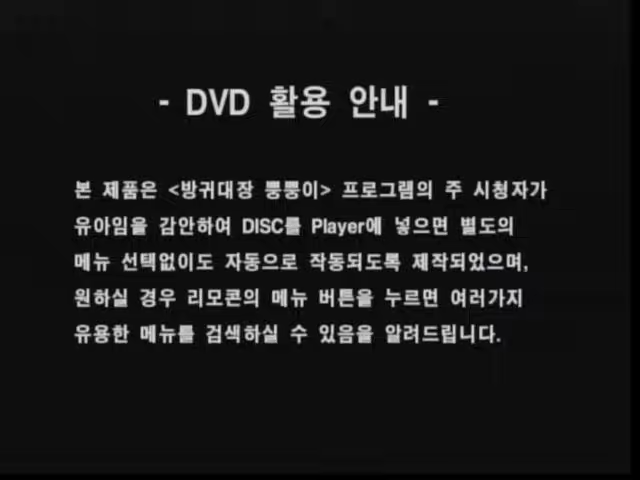 - DVD 활용 안내 -
본 제품은 <방귀대장 뿡뿡이> 프로그램의 주 시청자가
유아임을 감안하여 DISC를 Player에 넣으면 별도의
메뉴 선택없이도 자동으로 작동되도록 제작되었으며,
원하실 경우 리모콘의 메뉴 버튼을 누르면 여러가지
유용한 메뉴를 검색하실 수 있음을 알려드립니다.